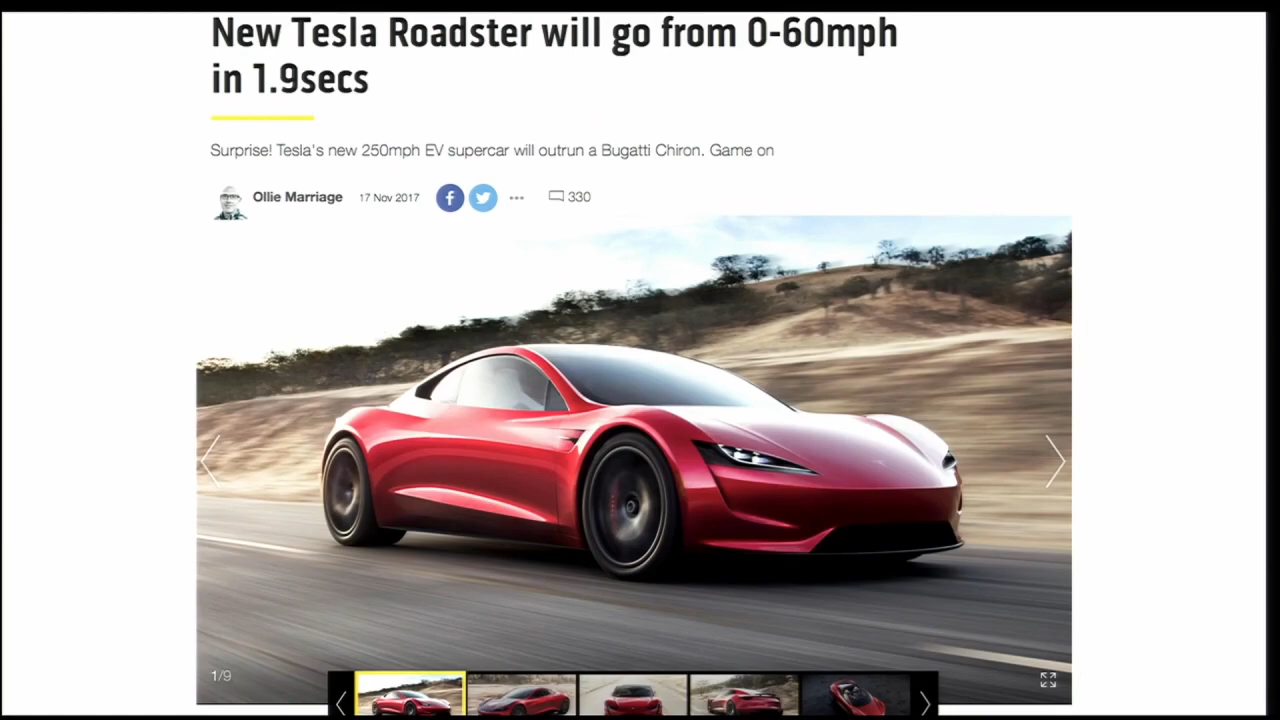 New Tesla Roadster will go from 0-60mph
in 1.9secs
Surprise! Tesla's new 250mph EV supercar will outrun a Bugatti Chiron. Game on
Ollie Marriage 17 Nov 2017 f 330
1/9